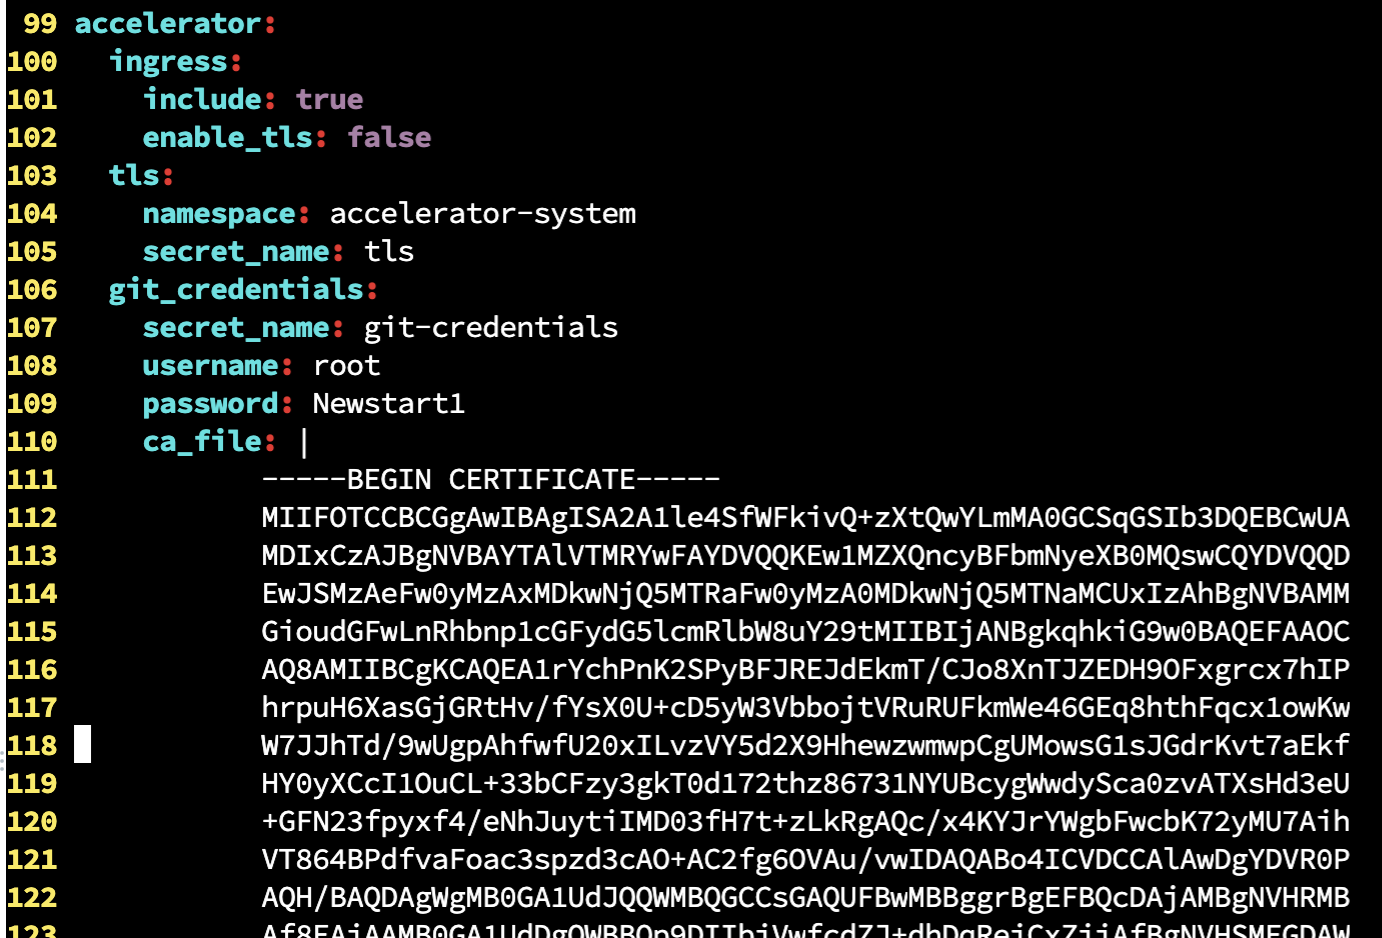 99 accelerator:
100 ingress:
101 include: true
102 enable_tls: false
103 tls:
104 namespace: accelerator-system
105 secret_name: tls
106 git_credentials:
107 secret_name: git-credentials
108 username: root
109 password: Newstart1
110 ca_file: |
111 -----BEGIN CERTIFICATE-----
112 MIIFOTCCBCGgAwIBAgISA2A1le4SfWFkivQ+zXtQwYLmMA0GCSqGSIb3DQEBCwUA
113 MDIxCzAJBgNVBAYTAlVTMRYwFAYDVQQKEw1MZXQncyBFbmNyeXB0MQswCQYDVQQD
114 EwJSMzAeFw0yMzAxMDkwNjQ5MTRaFw0yMzA0MDkwNjQ5MTNaMCUxIzAhBgNVBAMM
115 GioudGFwLnRhbnp1cGFydG5lcmRlbW8uY29tMIIBIjANBgkqhkiG9w0BAQEFAAOC
116 AQ8AMIIBCgKCAQEA1rYchPnK2SPyBFJREJdEkmT/CJo8XnTJZEDH9OFxgrcx7hIP
117 hrpuH6XasGjGRtHv/fYsX0U+cD5yW3VbbojtVRuRUFkmWe46GEq8hthFqcx1owKw
118 W7JJhTd/9wUgpAhfwfU20xILvzVY5d2X9HhewzwmwpCgUMowsG1sJGdrKvt7aEkf
119 HY0yXCcI1OuCL+33bCFzy3gkT0d172thz86731NYUBcygWwdySca0zvATXsHd3eU
120 +GFN23fpyxf4/eNhJuytiIMD03fH7t+zLkRgAQc/x4KYJrYWgbFwcbK72yMU7Aih
121 VT864BPdfvaFoac3spzd3cAO+AC2fg6OVAu/vwIDAQABo4ICVDCCAlAwDgYDVR0P
122 AQH/BAQDAgWgMB0GA1UdJQQWMBQGCCsGAQUFBwMBBggrBgEFBQcDAjAMBgNVHRMB
123